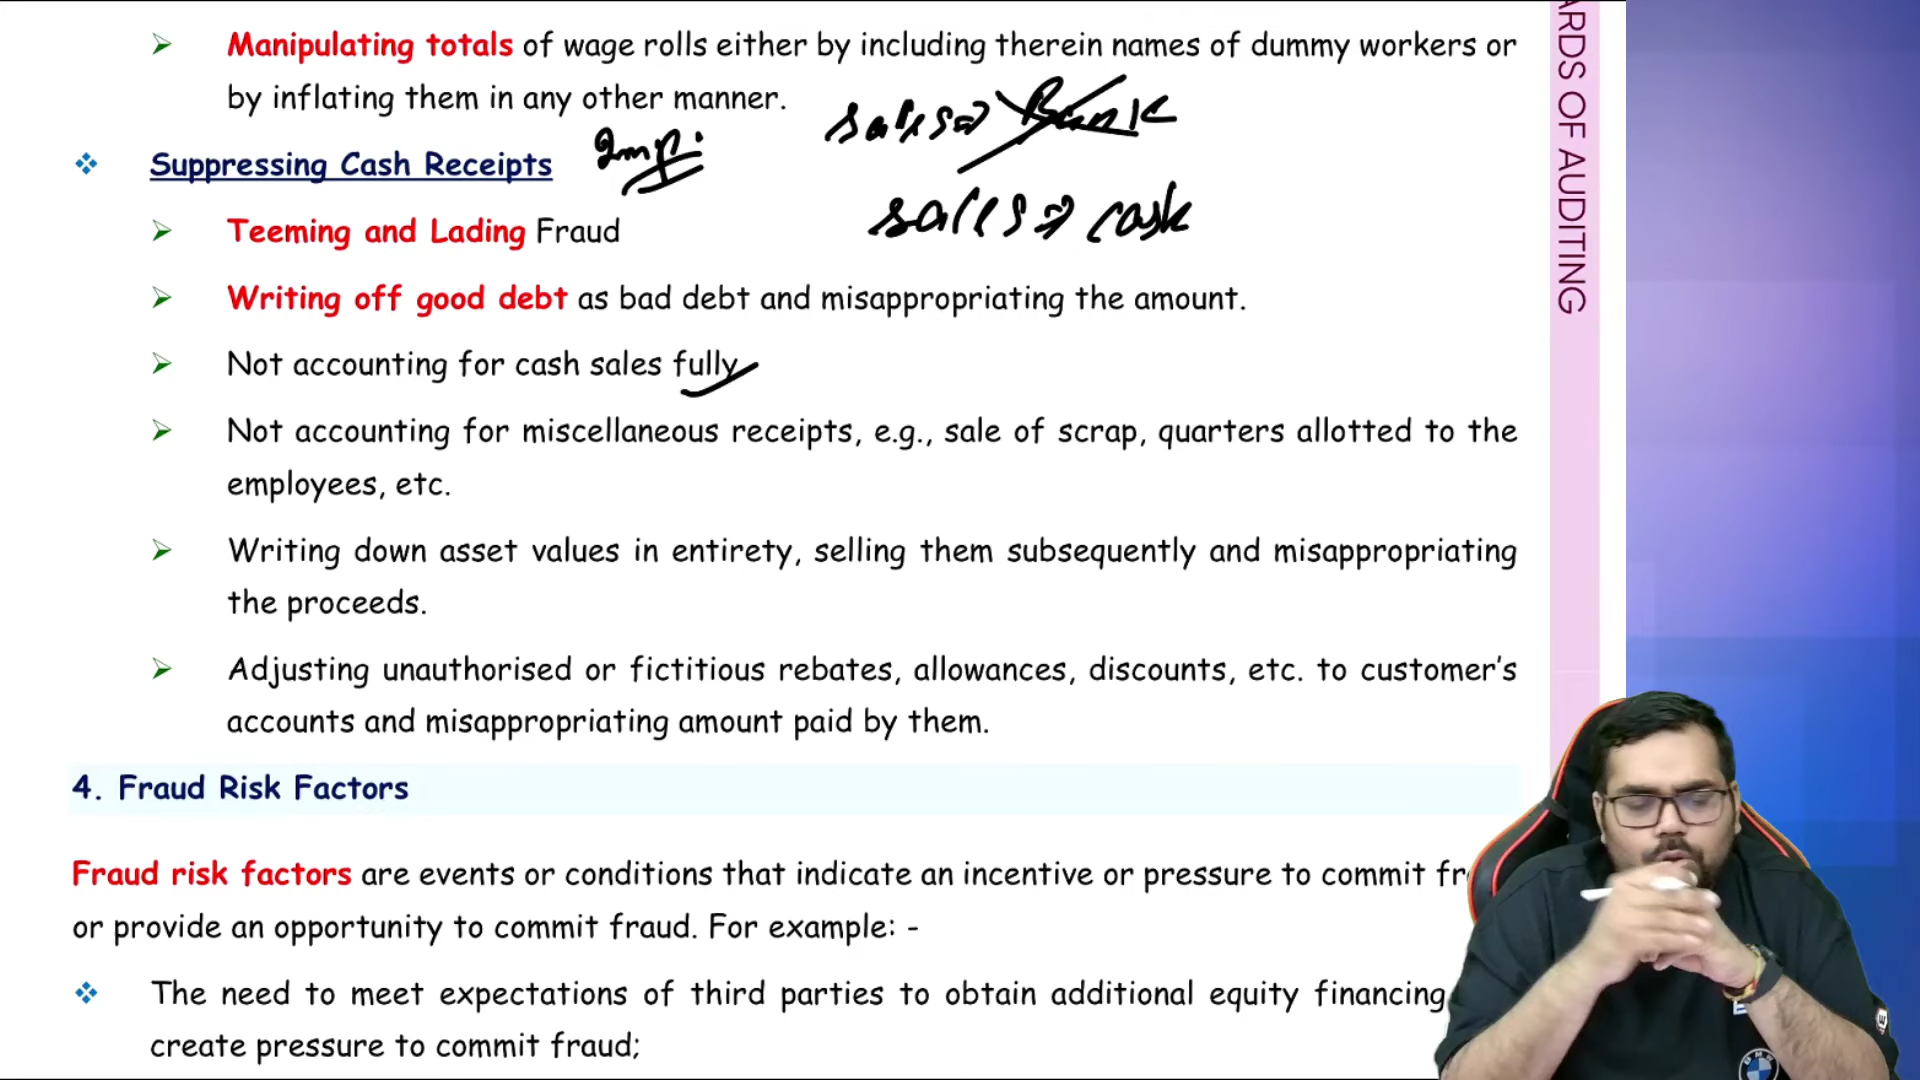 Manipulating totals of wage rolls either by including therein names of dummy workers or
by inflating them in any other manner.
sales⇒ Bank
Suppressing Cash Receipts Imp.
sales⇒ cash
Teeming and Lading Fraud
Writing off good debt as bad debt and misappropriating the amount.
Not accounting for cash sales fully
Not accounting for miscellaneous receipts, e.g., sale of scrap, quarters allotted to the
employees, etc.
Writing down asset values in entirety, selling them subsequently and misappropriating
the proceeds.
Adjusting unauthorised or fictitious rebates, allowances, discounts, etc. to customer's
accounts and misappropriating amount paid by them.
4. Fraud Risk Factors
Fraud risk factors are events or conditions that indicate an incentive or pressure to commit fr
or provide an opportunity to commit fraud. For example: -
The need to meet expectations of third parties to obtain additional equity financing
create pressure to commit fraud;
ARDS OF AUDITING
BMW